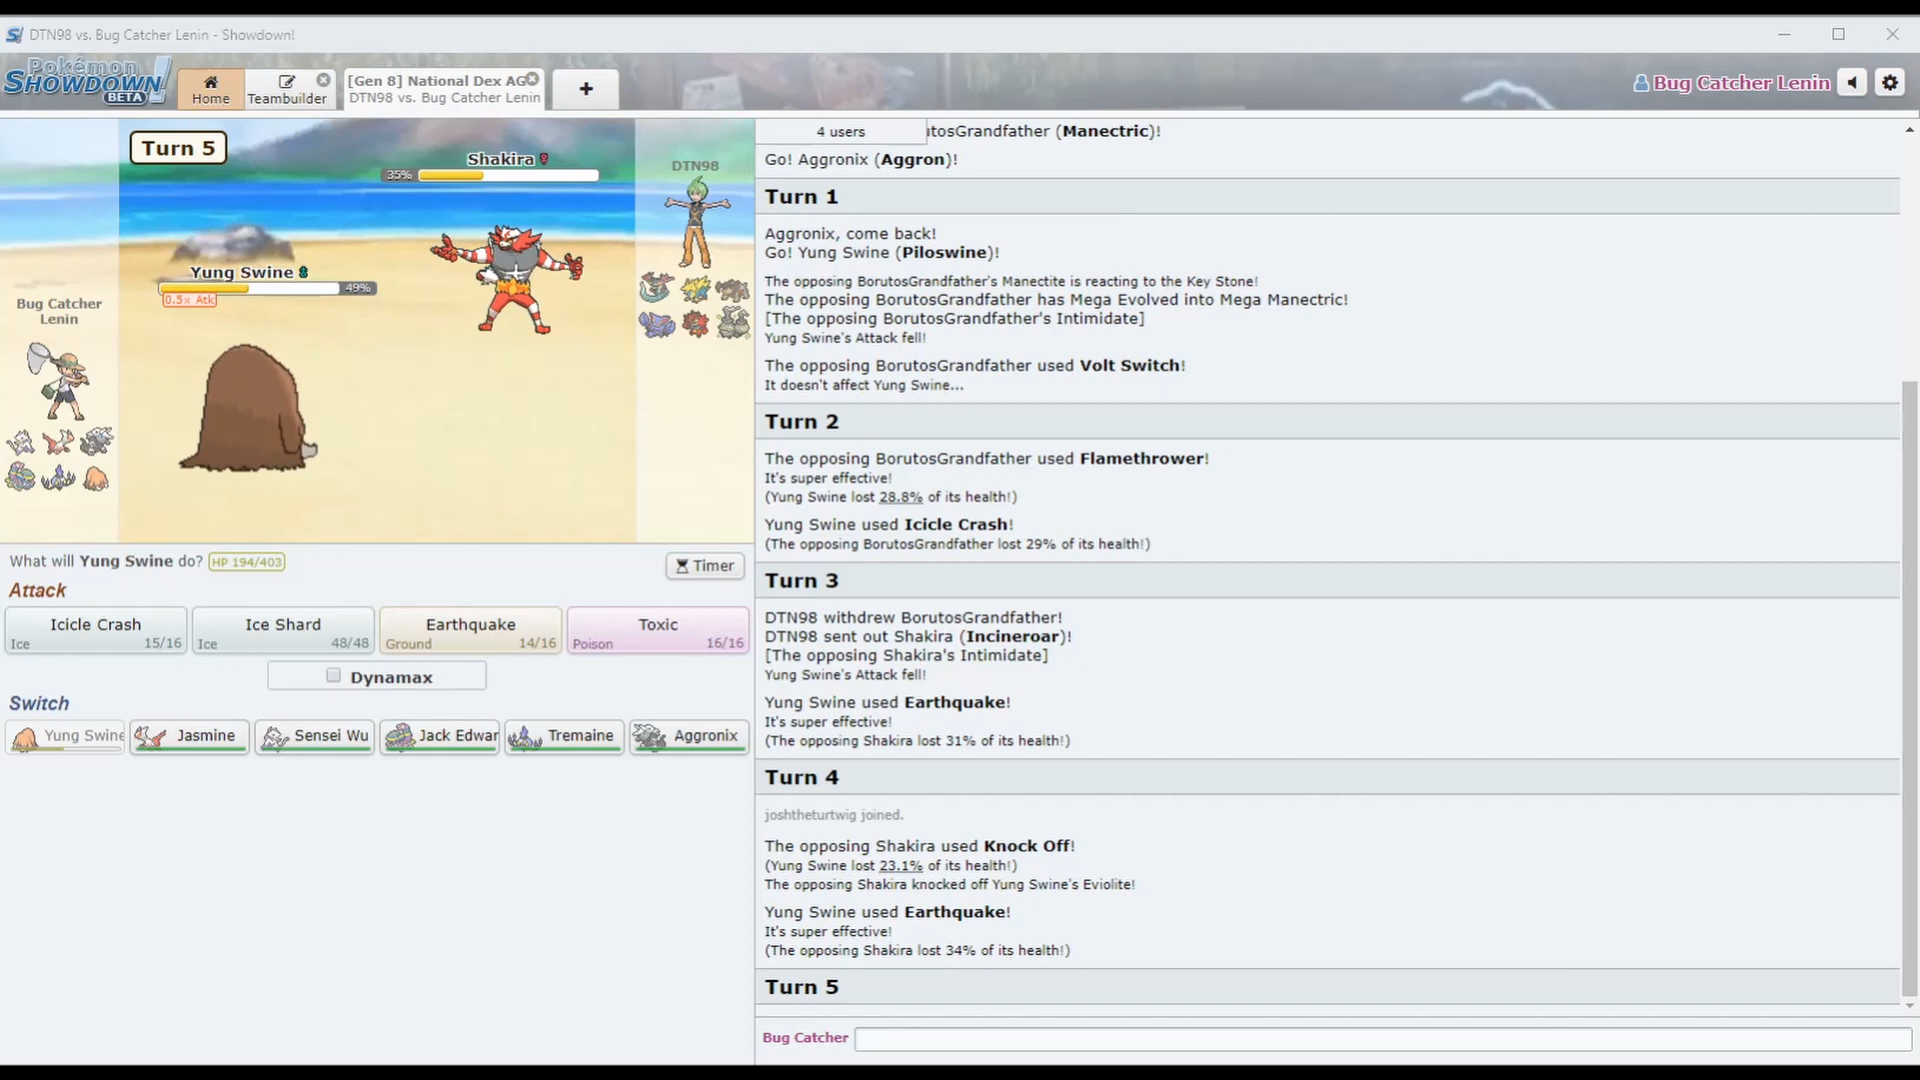 DTN98 vs. Bug Catcher Lenin - Showdown!
Pokémon
SHOWDOWN!
BETA
Home
Teambuilder
[Gen 8] National Dex AG
DTN98 vs. Bug Catcher Lenin
+
Bug Catcher Lenin
Turn 5
Shakira
35%
DTN98
Yung Swine
49%
0.5× Atk
Bug Catcher
Lenin
What will Yung Swine do? HP 194/403
Timer
Attack
Icicle Crash
Ice 15/16
Ice Shard
Ice 48/48
Earthquake
Ground 14/16
Toxic
Poison 16/16
Dynamax
Switch
Yung Swine
Jasmine
Sensei Wu
Jack Edwar
Tremaine
Aggronix
4 users
utosGrandfather (Manectric)!
Go! Aggronix (Aggron)!
Turn 1
Aggronix, come back!
Go! Yung Swine (Piloswine)!
The opposing BorutosGrandfather's Manectite is reacting to the Key Stone!
The opposing BorutosGrandfather has Mega Evolved into Mega Manectric!
[The opposing BorutosGrandfather's Intimidate]
Yung Swine's Attack fell!
The opposing BorutosGrandfather used Volt Switch!
It doesn't affect Yung Swine...
Turn 2
The opposing BorutosGrandfather used Flamethrower!
It's super effective!
(Yung Swine lost 28.8% of its health!)
Yung Swine used Icicle Crash!
(The opposing BorutosGrandfather lost 29% of its health!)
Turn 3
DTN98 withdrew BorutosGrandfather!
DTN98 sent out Shakira (Incineroar)!
[The opposing Shakira's Intimidate]
Yung Swine's Attack fell!
Yung Swine used Earthquake!
It's super effective!
(The opposing Shakira lost 31% of its health!)
Turn 4
joshtheturtwig joined.
The opposing Shakira used Knock Off!
(Yung Swine lost 23.1% of its health!)
The opposing Shakira knocked off Yung Swine's Eviolite!
Yung Swine used Earthquake!
It's super effective!
(The opposing Shakira lost 34% of its health!)
Turn 5
Bug Catcher